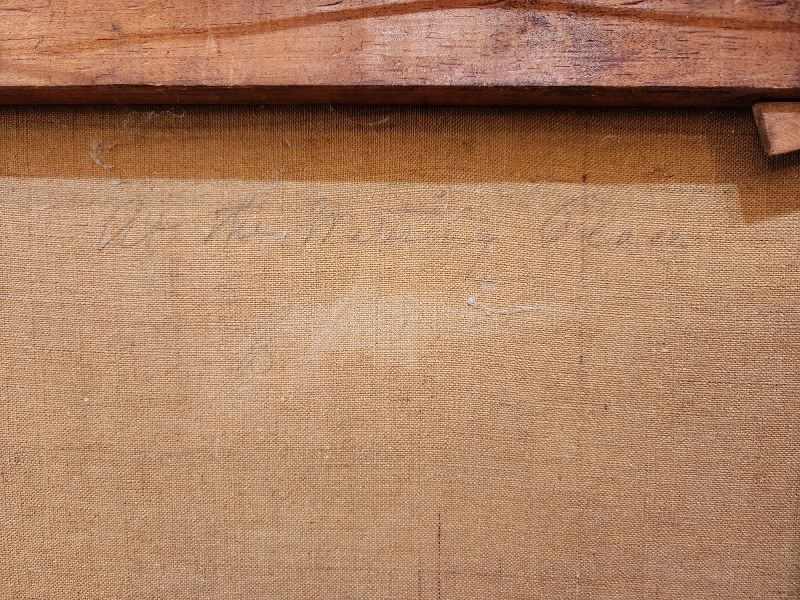 At the Watering Place